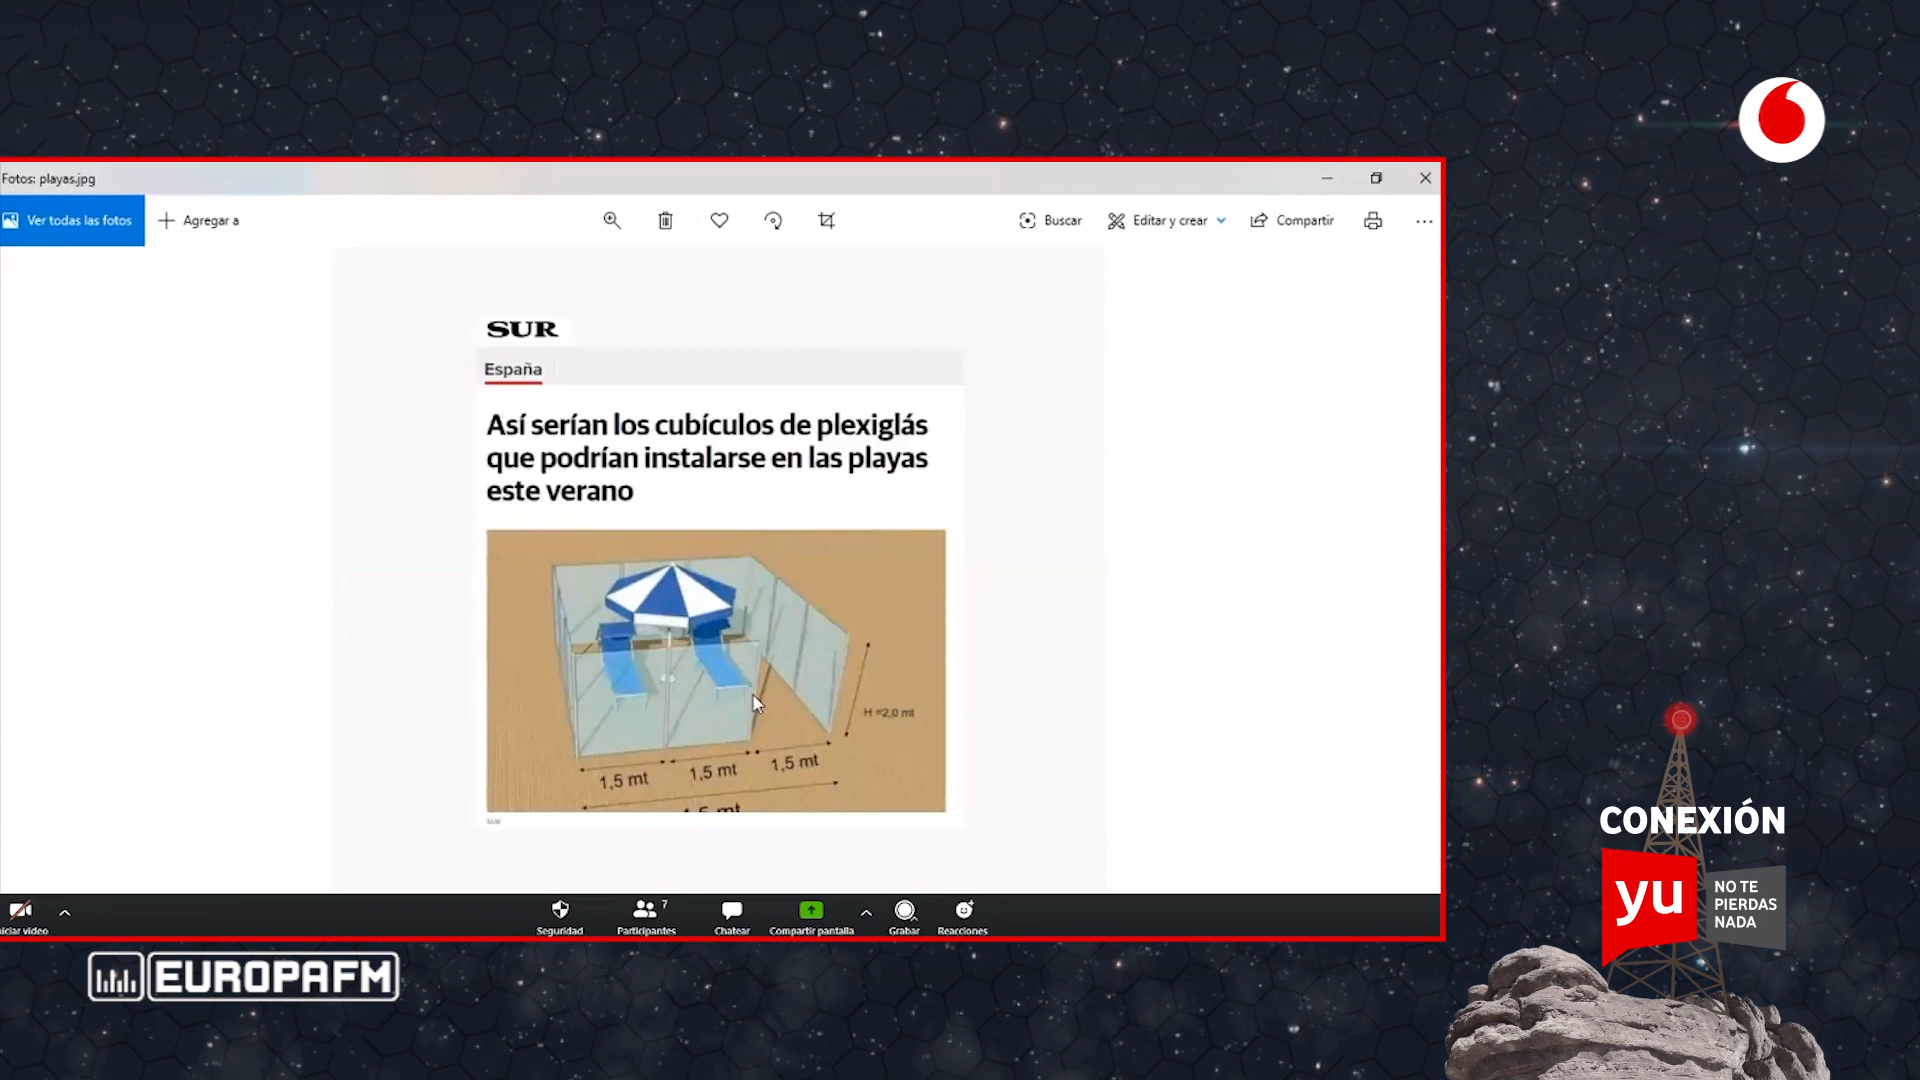 Fotos: playas.jpg
Ver todas las fotos
Agregar a
Buscar
Editar y crear
Compartir
SUR
España
Así serían los cubículos de plexiglás
que podrían instalarse en las playas
este verano
H =2,0 mt
1,5 mt
1,5 mt
1,5 mt
iciar video
Seguridad
7
Participantes
Chatear
Compartir pantalla
Grabar
Reacciones
EUROPAFM
CONEXIÓN
yu
NO TE
PIERDAS
NADA